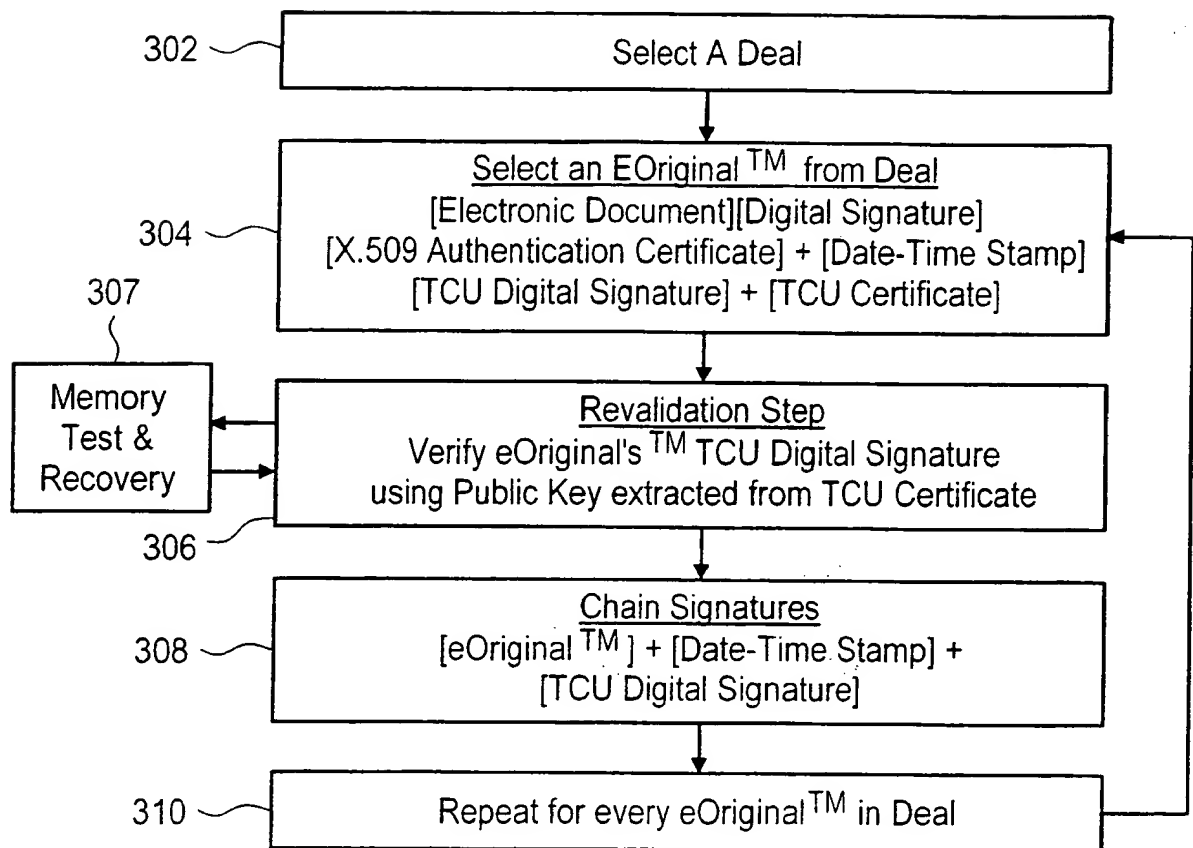 302
Select A Deal
304
Select an EOriginal TM from Deal
[Electronic Document][Digital Signature]
[X.509 Authentication Certificate] + [Date-Time Stamp]
[TCU Digital Signature] + [TCU Certificate]
307
Memory
Test &
Recovery
306
Revalidation Step
Verify eOriginal's TM TCU Digital Signature
using Public Key extracted from TCU Certificate
308
Chain Signatures
[eOriginal TM] + [Date-Time Stamp] +
[TCU Digital Signature]
310
Repeat for every eOriginal TM in Deal